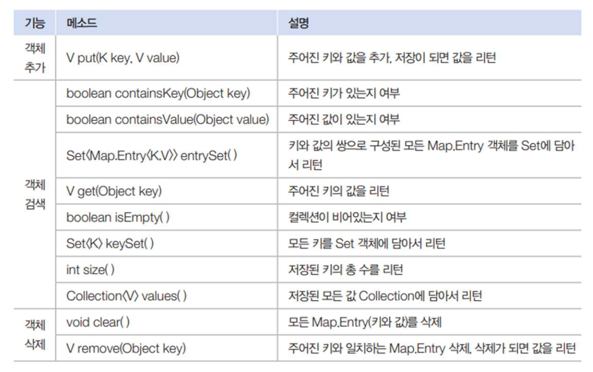 기능 메소드 설명
객체
추가
V put(K key, V value) 주어진 키와 값을 추가, 저장이 되면 값을 리턴
객체
검색
boolean containsKey(Object key) 주어진 키가 있는지 여부
boolean containsValue(Object value) 주어진 값이 있는지 여부
Set<Map.Entry<K.V>> entrySet( ) 키와 값의 쌍으로 구성된 모든 Map.Entry 객체를 Set에 담아
서 리턴
V get(Object key) 주어진 키의 값을 리턴
boolean isEmpty( ) 컬렉션이 비어있는지 여부
Set<K> keySet( ) 모든 키를 Set 객체에 담아서 리턴
int size( ) 저장된 키의 총 수를 리턴
Collection<V> values( ) 저장된 모든 값 Collection에 담아서 리턴
객체
삭제
void clear( ) 모든 Map.Entry(키와 값)를 삭제
V remove(Object key) 주어진 키와 일치하는 Map.Entry 삭제, 삭제가 되면 값을 리턴